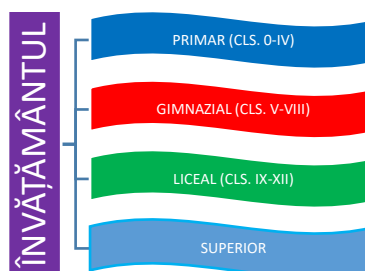 ÎNVĂȚĂMÂNTUL
PRIMAR (CLS. 0-IV)
GIMNAZIAL (CLS. V-VIII)
LICEAL (CLS. IX-XII)
SUPERIOR